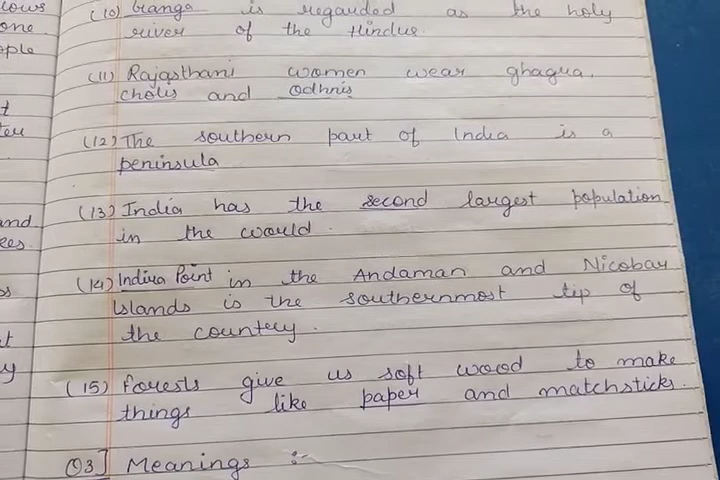 (10) Ganga is regarded as the holy
river of the Hindus.
(11) Rajasthani women wear ghagra,
cholis and odhnis
(12) The southern part of India is a
peninsula
(13) India has the second largest population
in the would.
(14) Indira Point in the Andaman and Nicobar
Islands is the southernmost tip of
the country.
(15) Forests give us soft wood to make
things like paper and matchsticks.
Q3] Meanings :-